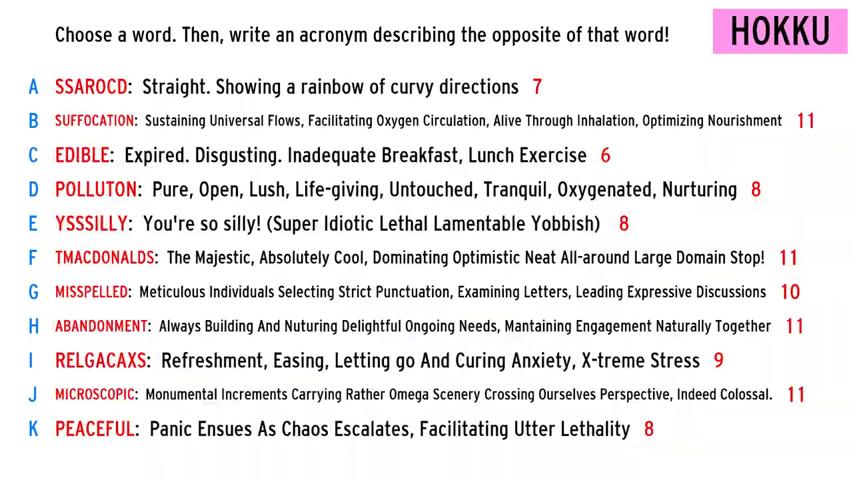 Choose a word. Then, write an acronym describing the opposite of that word! HOKKU
A SSAROCD: Straight. Showing a rainbow of curvy directions 7
B SUFFOCATION: Sustaining Universal Flows, Facilitating Oxygen Circulation, Alive Through Inhalation, Optimizing Nourishment 11
C EDIBLE: Expired. Disgusting. Inadequate Breakfast, Lunch Exercise 6
D POLLUTON: Pure, Open, Lush, Life-giving, Untouched, Tranquil, Oxygenated, Nurturing 8
E YSSSILLY: You're so silly! (Super Idiotic Lethal Lamentable Yobbish) 8
F TMACDONALDS: The Majestic, Absolutely Cool, Dominating Optimistic Neat All-around Large Domain Stop! 11
G MISSPELLED: Meticulous Individuals Selecting Strict Punctuation, Examining Letters, Leading Expressive Discussions 10
H ABANDONMENT: Always Building And Nuturing Delightful Ongoing Needs, Mantaining Engagement Naturally Together 11
I RELGACAXS: Refreshment, Easing, Letting go And Curing Anxiety, X-treme Stress 9
J MICROSCOPIC: Monumental Increments Carrying Rather Omega Scenery Crossing Ourselves Perspective, Indeed Colossal. 11
K PEACEFUL: Panic Ensues As Chaos Escalates, Facilitating Utter Lethality 8